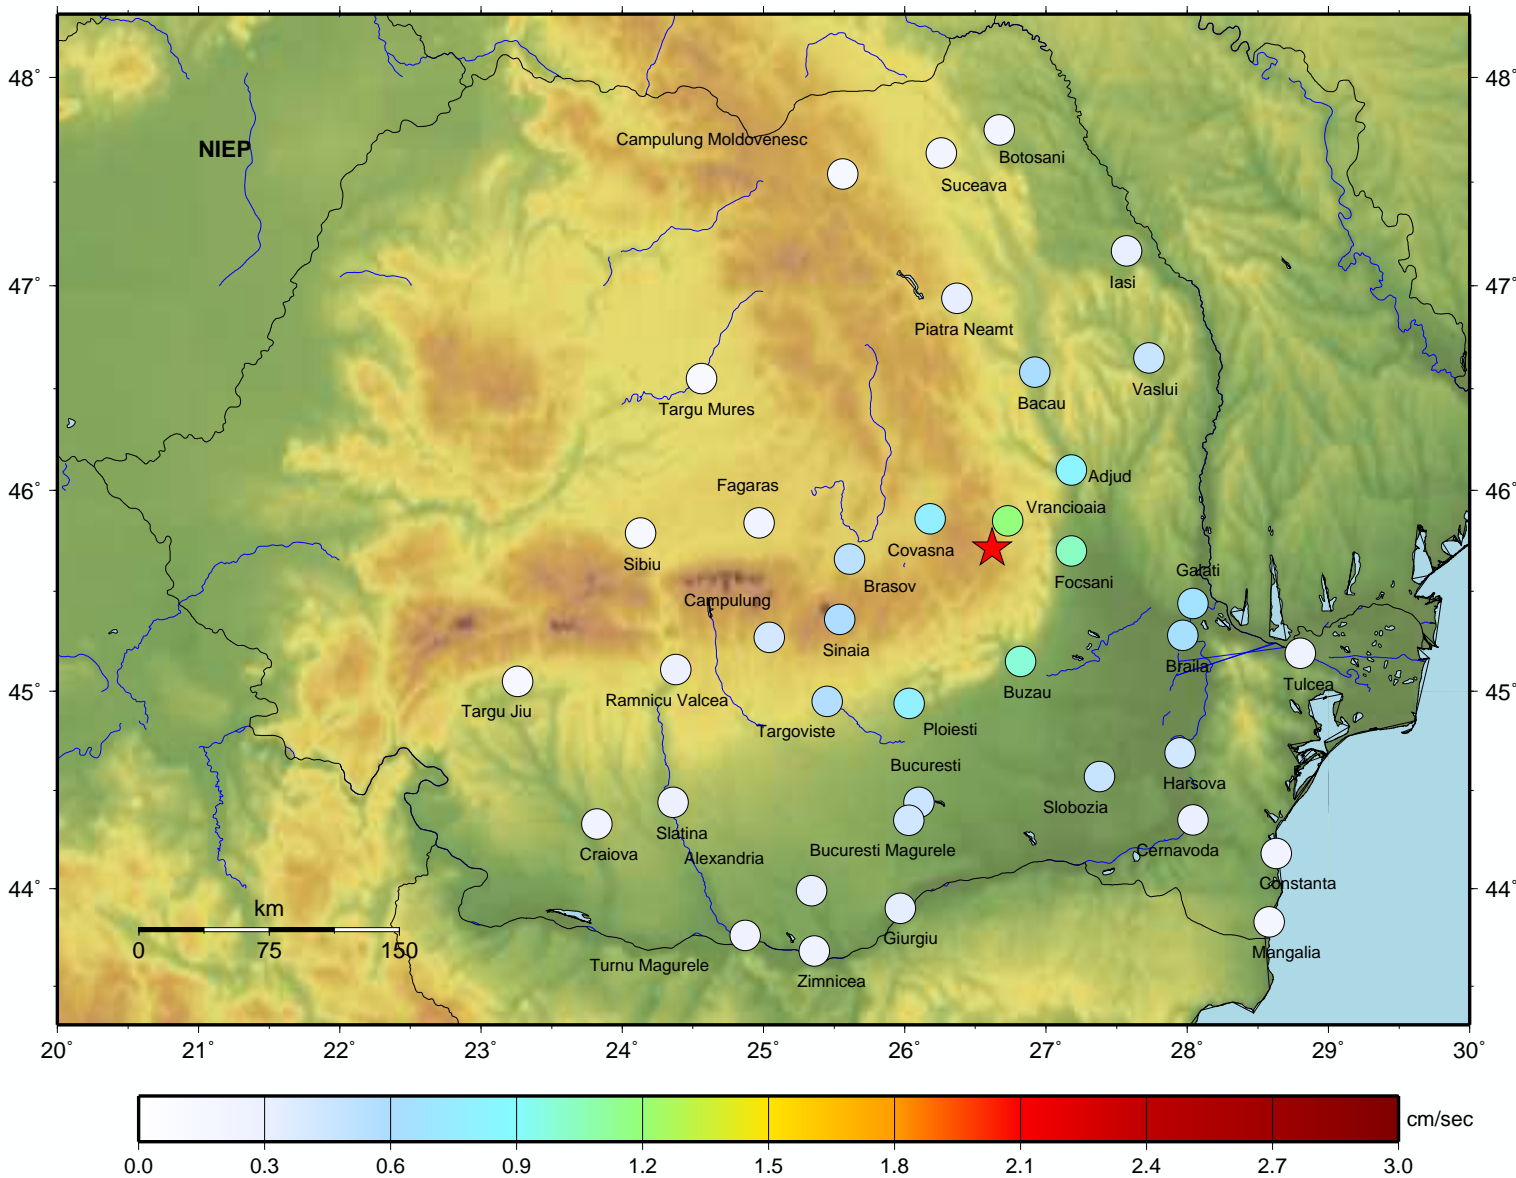 48˚
48˚
NIEP
Campulung Moldovenesc
Botosani
Suceava
47˚
Iasi
47˚
Piatra Neamt
Vaslui
Bacau
Targu Mures
46˚
Adjud
46˚
Fagaras
Vrancioaia
Covasna
Sibiu
Galati
Brasov
Focsani
Campulung
Sinaia
Braila
45˚
Tulcea
45˚
Buzau
Ramnicu Valcea
Targu Jiu
Targoviste
Ploiesti
Bucuresti
Harsova
Slobozia
Slatina
Craiova
Alexandria
Bucuresti Magurele
Cernavoda
44˚
Constanta
44˚
km
Giurgiu
0 75 150
Mangalia
Turnu Magurele
Zimnicea
20˚ 21˚ 22˚ 23˚ 24˚ 25˚ 26˚ 27˚ 28˚ 29˚ 30˚
cm/sec
0.0 0.3 0.6 0.9 1.2 1.5 1.8 2.1 2.4 2.7 3.0